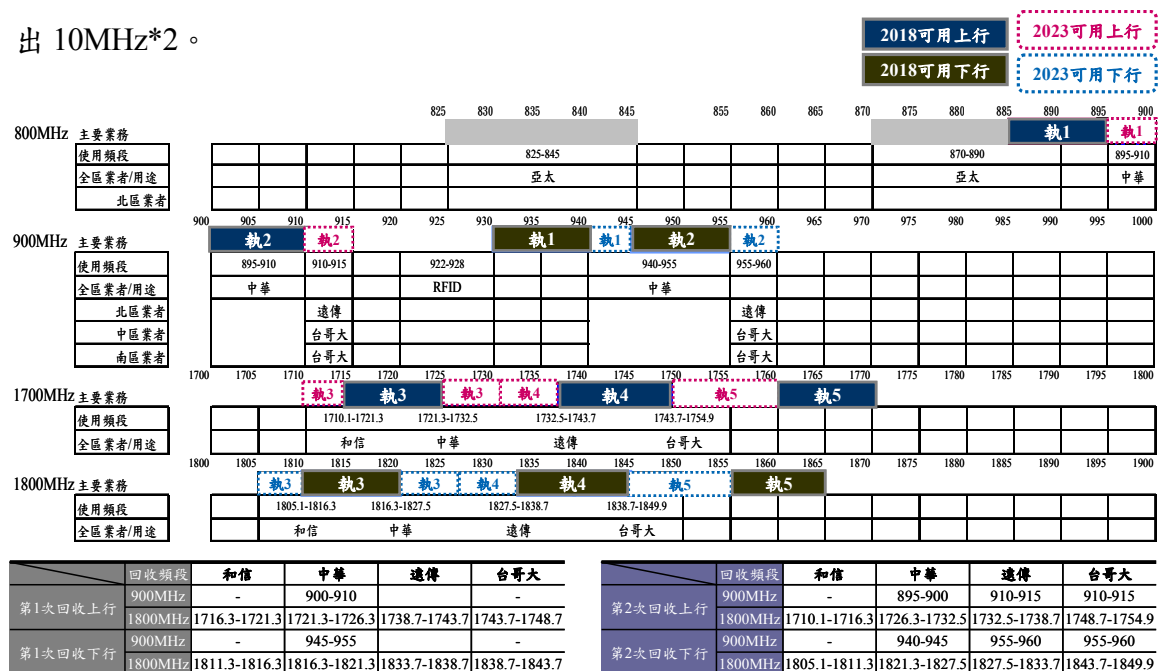 出 10MHz*2。
2018可用上行 2023可用上行
2018可用下行 2023可用下行
825 830 835 840 845 855 860 865 870 875 880 885 890 895 900
800MHz 主要業務 執1 執1
使用頻段 825-845 870-890 895-910
全區業者/用途 亞太 亞太 中華
北區業者
900 905 910 915 920 925 930 935 940 945 950 955 960 965 970 975 980 985 990 995 1000
900MHz 主要業務 執2 執2 執1 執1 執2 執2
使用頻段 895-910 910-915 922-928 940-955 955-960
全區業者/用途 中華 RFID 中華
北區業者 遠傳 遠傳
中區業者 台哥大 台哥大
南區業者 台哥大 台哥大
1700 1705 1710 1715 1720 1725 1730 1735 1740 1745 1750 1755 1760 1765 1770 1775 1780 1785 1790 1795 1800
1700MHz 主要業務 執3 執3 執3 執4 執4 執5 執5
使用頻段 1710.1-1721.3 1721.3-1732.5 1732.5-1743.7 1743.7-1754.9
全區業者/用途 和信 中華 遠傳 台哥大
1800 1805 1810 1815 1820 1825 1830 1835 1840 1845 1850 1855 1860 1865 1870 1875 1880 1885 1890 1895 1900
1800MHz 主要業務 執3 執3 執3 執4 執4 執5 執5
使用頻段 1805.1-1816.3 1816.3-1827.5 1827.5-1838.7 1838.7-1849.9
全區業者/用途 和信 中華 遠傳 台哥大
回收頻段 和信 中華 遠傳 台哥大
第1次回收上行 900MHz - 900-910 -
1800MHz 1716.3-1721.3 1721.3-1726.3 1738.7-1743.7 1743.7-1748.7
第1次回收下行 900MHz - 945-955 -
1800MHz 1811.3-1816.3 1816.3-1821.3 1833.7-1838.7 1838.7-1843.7
回收頻段 和信 中華 遠傳 台哥大
第2次回收上行 900MHz - 895-900 910-915 910-915
1800MHz 1710.1-1716.3 1726.3-1732.5 1732.5-1738.7 1748.7-1754.9
第2次回收下行 900MHz - 940-945 955-960 955-960
1800MHz 1805.1-1811.3 1821.3-1827.5 1827.5-1833.7 1843.7-1849.9